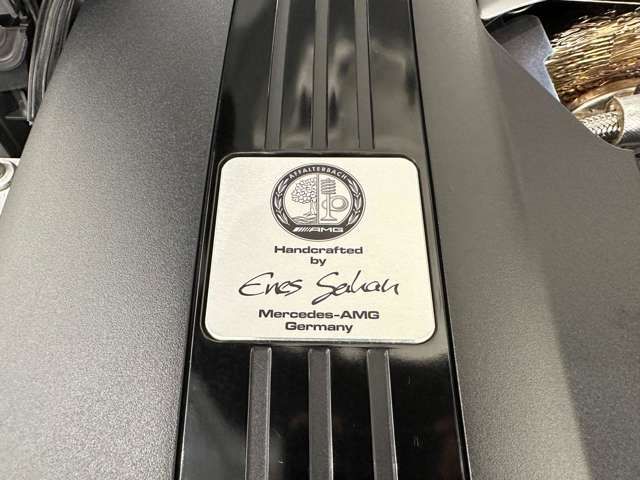 AFFALTERBACH
AMG
Handcrafted
by
Enes Sahan
Mercedes-AMG
Germany